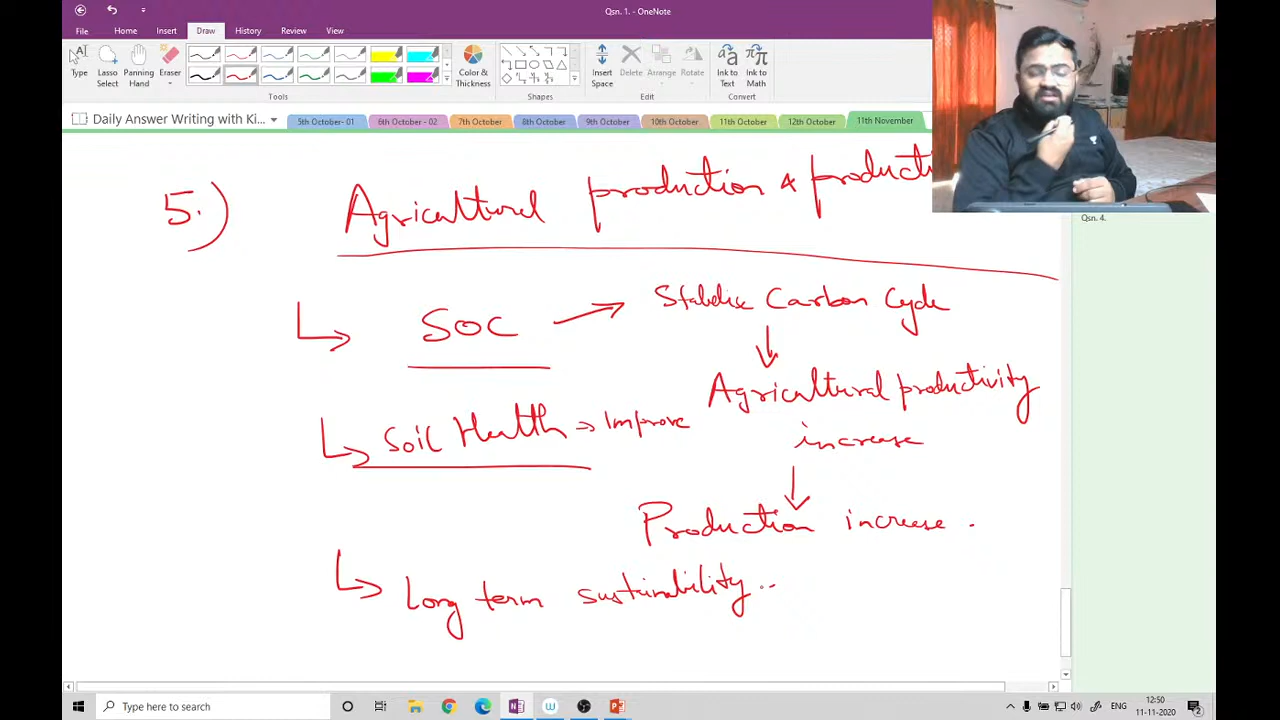 Qsn. 1. - OneNote
File Home Insert Draw History Review View
Type Lasso Select Panning Hand Eraser Color & Thickness Insert Space Delete Arrange Rotate Ink to Text Ink to Math
Tools Shapes Edit Convert
Daily Answer Writing with Ki... 5th October- 01 6th October - 02 7th October 8th October 9th October 10th October 11th October 12th October 11th November
Qsn. 4.
5.) Agricultural production & producti
SOC → Stabelise Carbon Cycle
↓
Agricultural productivity
increase
Soil Health → Improve
↓
Production increase.
Long term sustainability..
Type here to search
ENG 12:50
11-11-2020
2